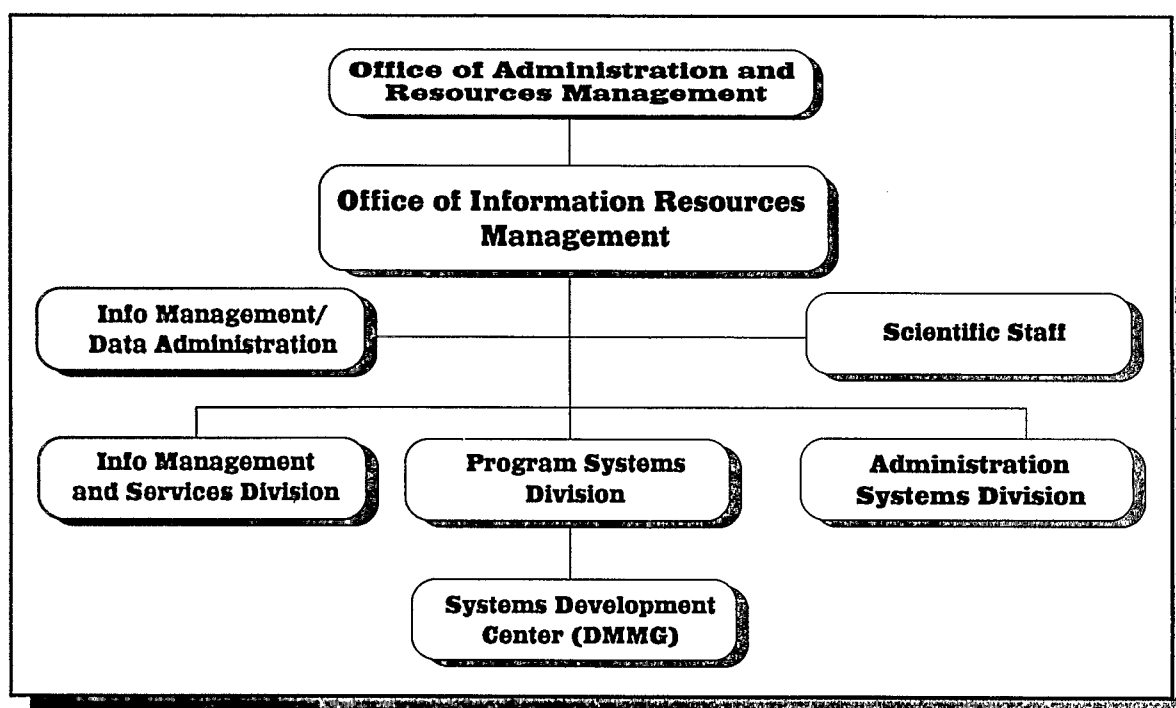 Office of Administration and
Resources Management
Office of Information Resources
Management
Info Management/
Data Administration
Scientific Staff
Info Management
and Services Division
Program Systems
Division
Administration
Systems Division
Systems Development
Center (DMMG)